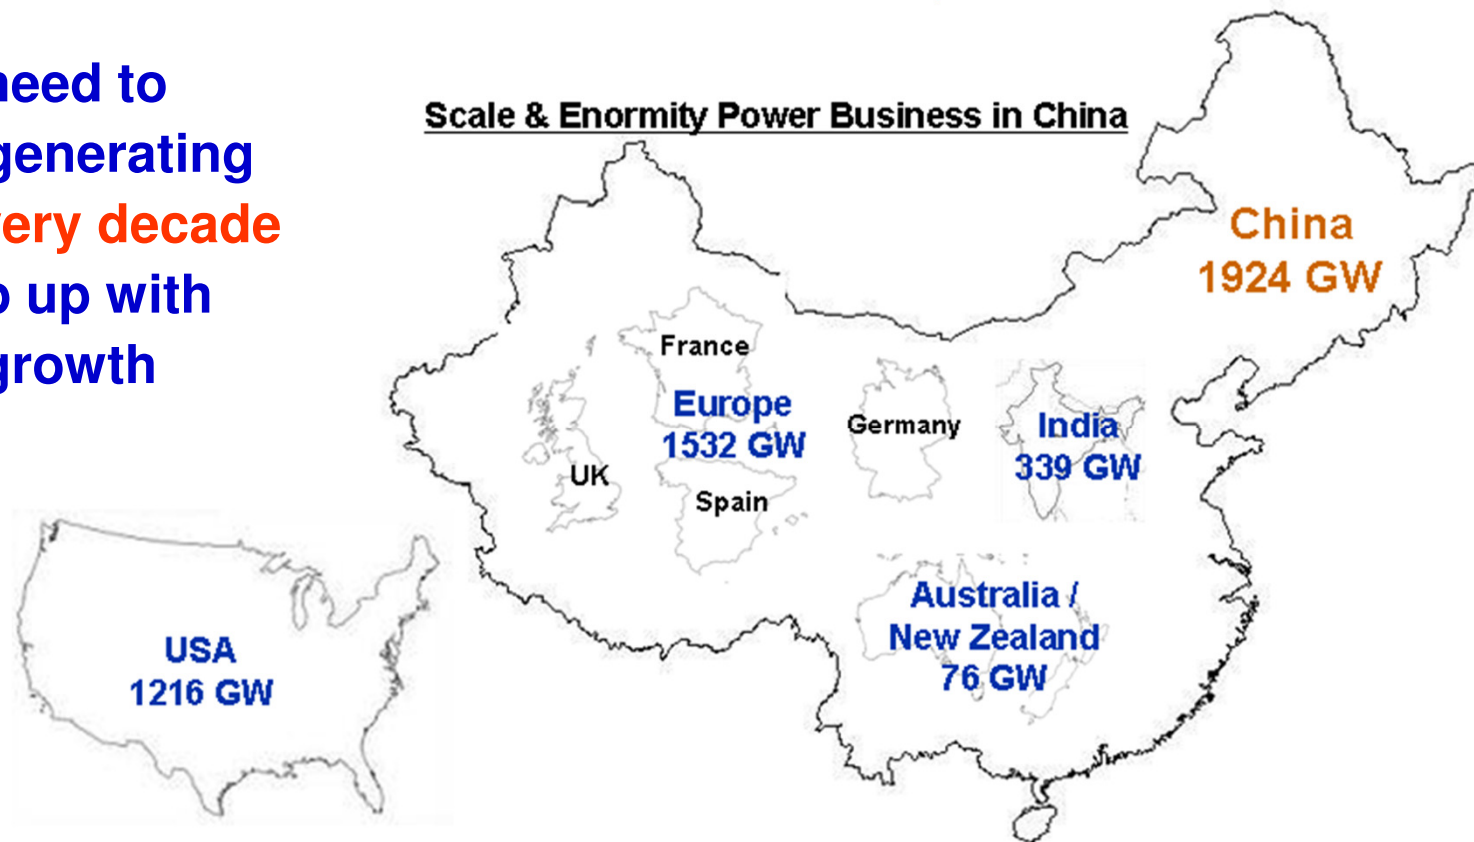 need to
generating
very decade
p up with
growth
Scale & Enormity Power Business in China
China
1924 GW
France
Europe
1532 GW
Germany
India
339 GW
UK
Spain
Australia /
New Zealand
76 GW
USA
1216 GW